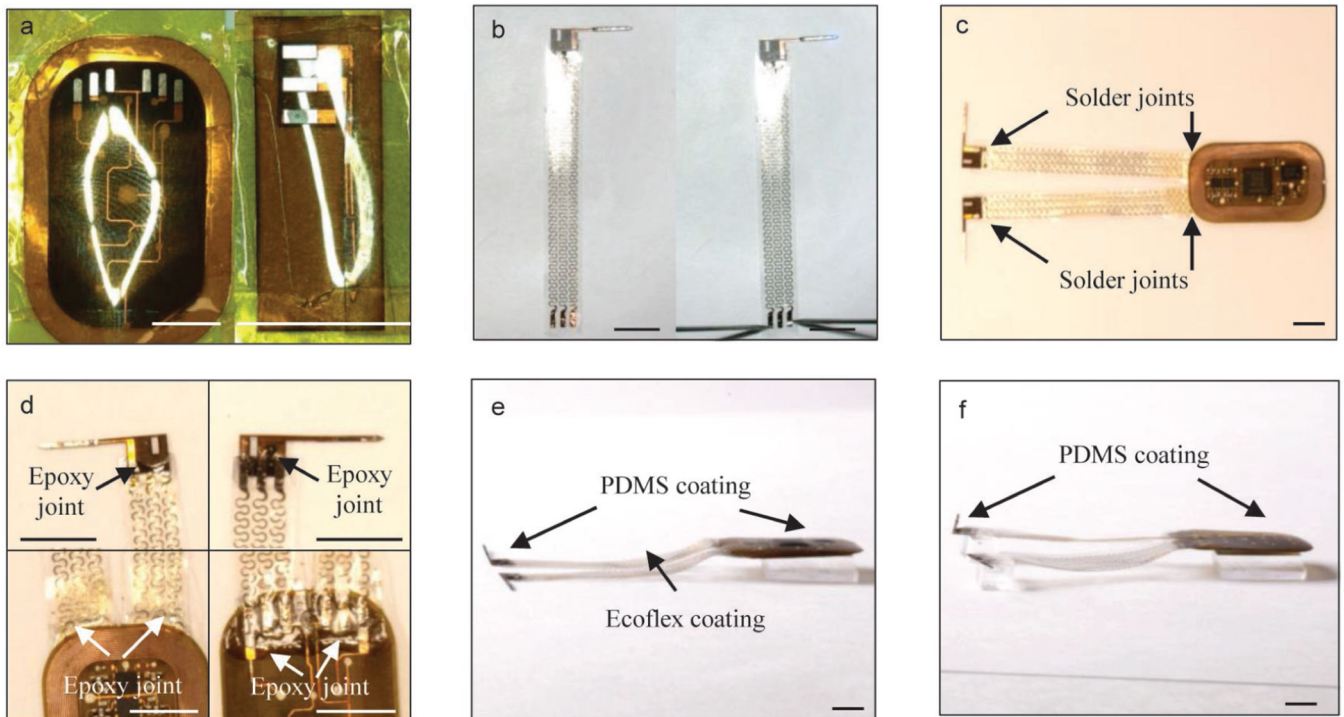 a
b
c
Solder joints
Solder joints
d
Epoxy
joint
Epoxy
joint
Epoxy joint
Epoxy joint
e
PDMS coating
Ecoflex coating
f
PDMS coating